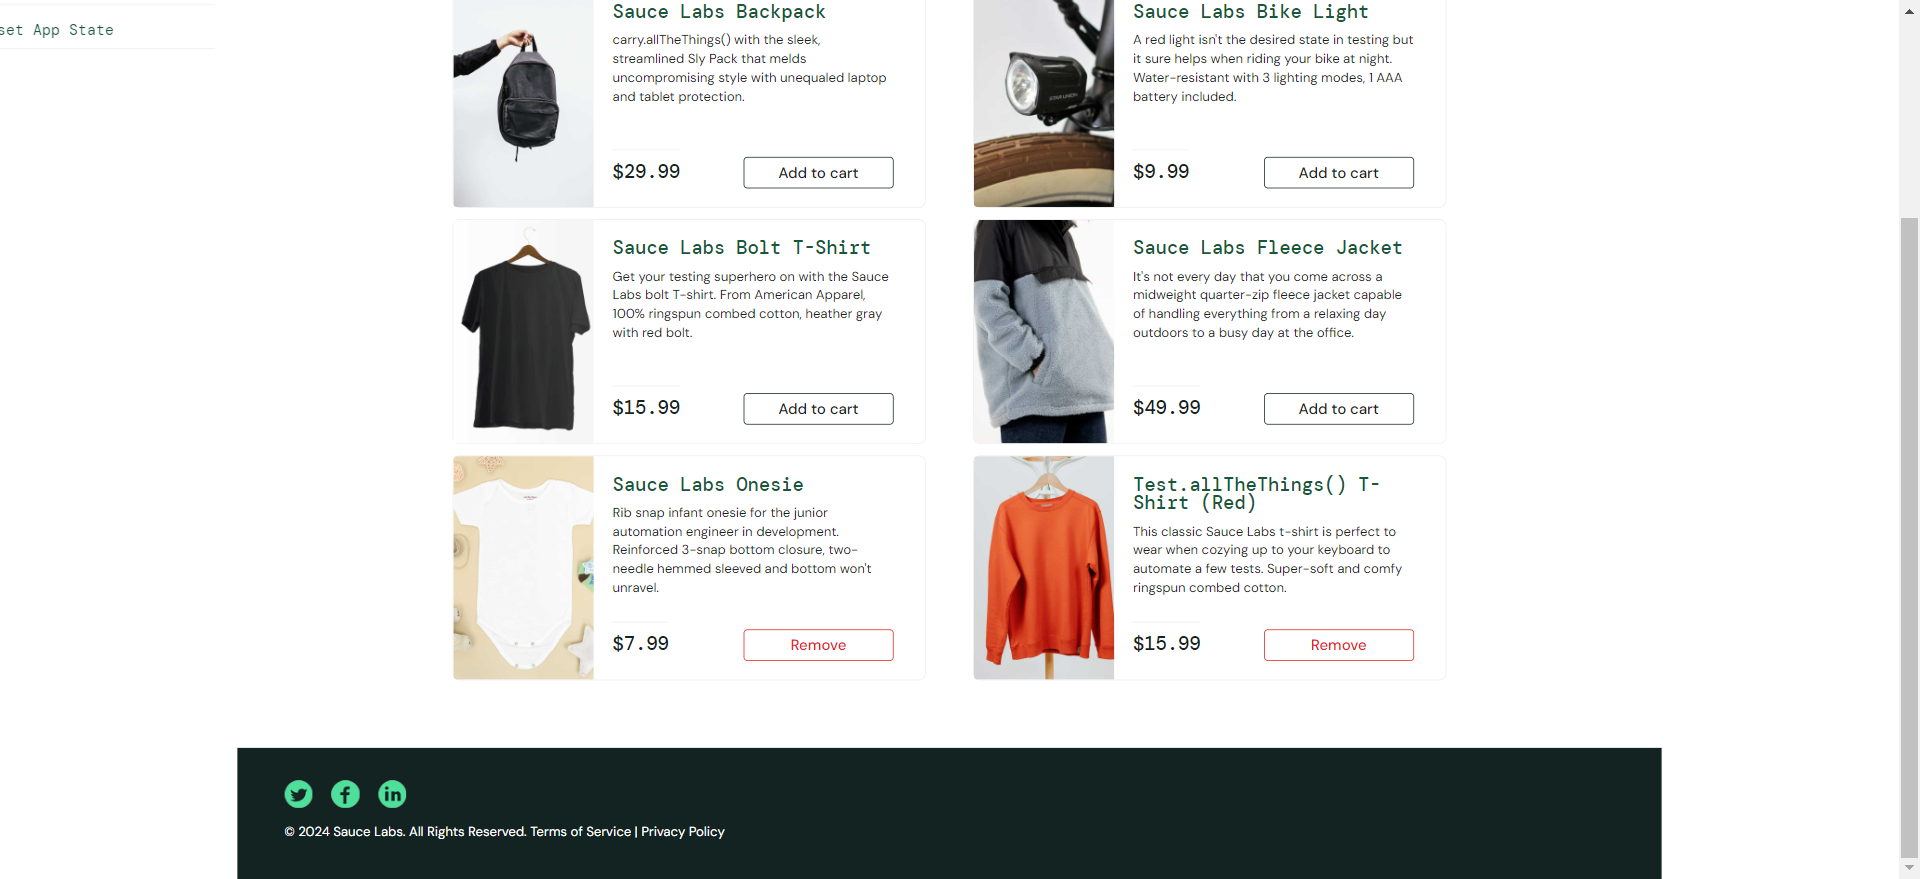 set App State
Sauce Labs Backpack
carry.allTheThings() with the sleek,
streamlined Sly Pack that melds
uncompromising style with unequaled laptop
and tablet protection.
$29.99
Add to cart
Sauce Labs Bike Light
A red light isn't the desired state in testing but
it sure helps when riding your bike at night.
Water-resistant with 3 lighting modes, 1 AAA
battery included.
$9.99
Add to cart
Sauce Labs Bolt T-Shirt
Get your testing superhero on with the Sauce
Labs bolt T-shirt. From American Apparel,
100% ringspun combed cotton, heather gray
with red bolt.
$15.99
Add to cart
Sauce Labs Fleece Jacket
It's not every day that you come across a
midweight quarter-zip fleece jacket capable
of handling everything from a relaxing day
outdoors to a busy day at the office.
$49.99
Add to cart
Sauce Labs Onesie
Rib snap infant onesie for the junior
automation engineer in development.
Reinforced 3-snap bottom closure, two-
needle hemmed sleeved and bottom won't
unravel.
$7.99
Remove
Test.allTheThings() T-
Shirt (Red)
This classic Sauce Labs t-shirt is perfect to
wear when cozying up to your keyboard to
automate a few tests. Super-soft and comfy
ringspun combed cotton.
$15.99
Remove
© 2024 Sauce Labs. All Rights Reserved. Terms of Service | Privacy Policy